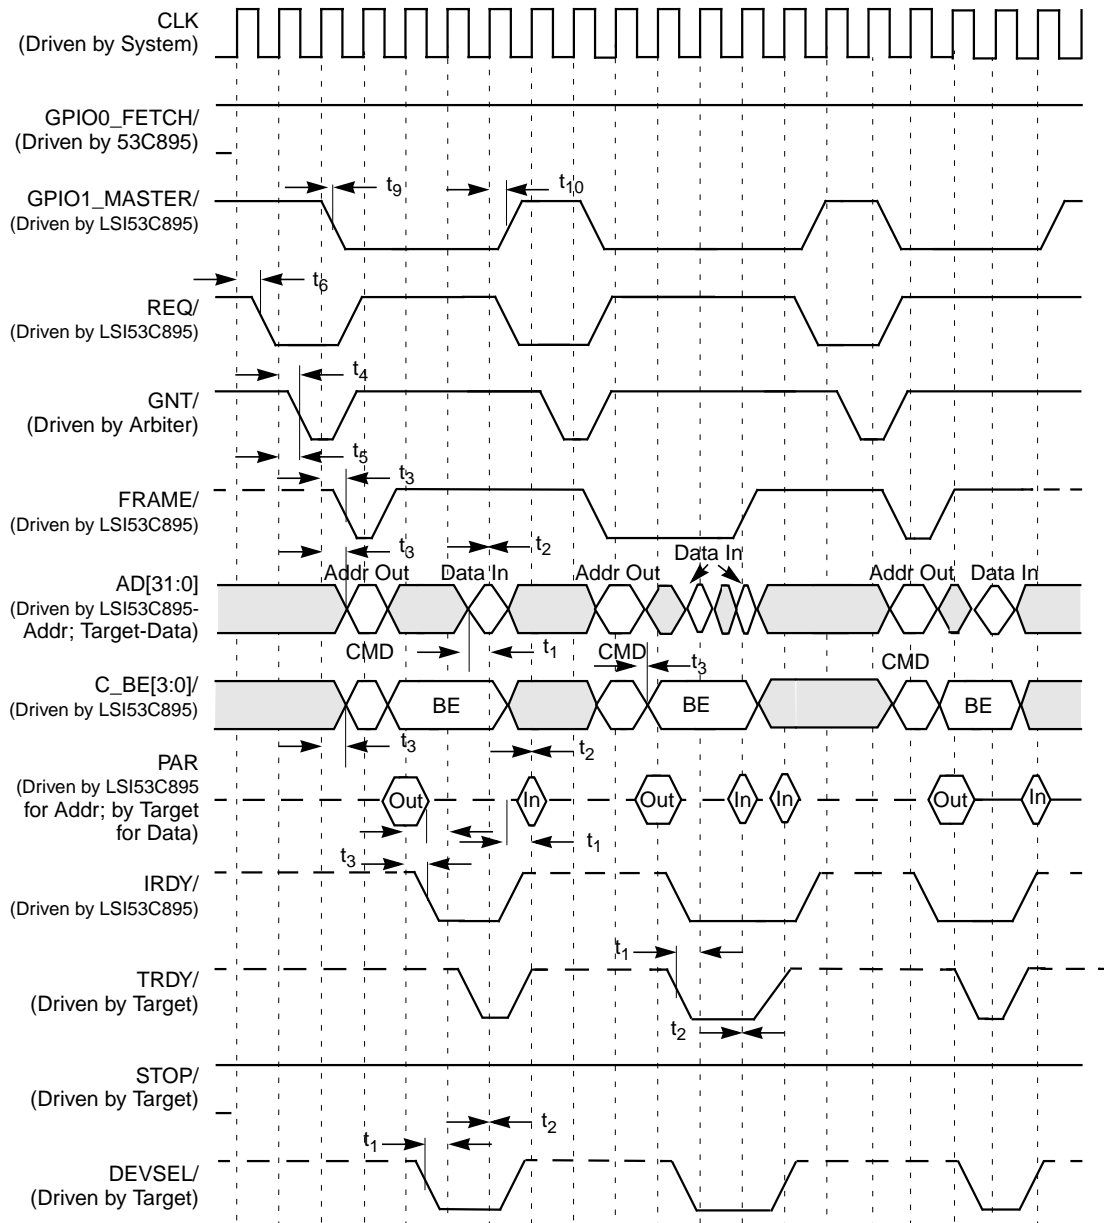 CLK
(Driven by System)
GPIO0_FETCH/
(Driven by 53C895)
t9
t10
GPIO1_MASTER/
(Driven by LSI53C895)
t6
REQ/
(Driven by LSI53C895)
t4
GNT/
(Driven by Arbiter)
t5
t3
FRAME/
(Driven by LSI53C895)
t3
t2
Data In
Addr Out
Data In
Addr Out
Addr Out
Data In
AD[31:0]
(Driven by LSI53C895-
Addr; Target-Data)
CMD
t1
CMD
t3
CMD
C_BE[3:0]/
(Driven by LSI53C895)
BE
BE
BE
t3
t2
PAR
(Driven by LSI53C895
for Addr; by Target
for Data)
Out
In
Out
In
In
Out
In
t1
t3
IRDY/
(Driven by LSI53C895)
t1
TRDY/
(Driven by Target)
t2
STOP/
(Driven by Target)
t2
t1
DEVSEL/
(Driven by Target)